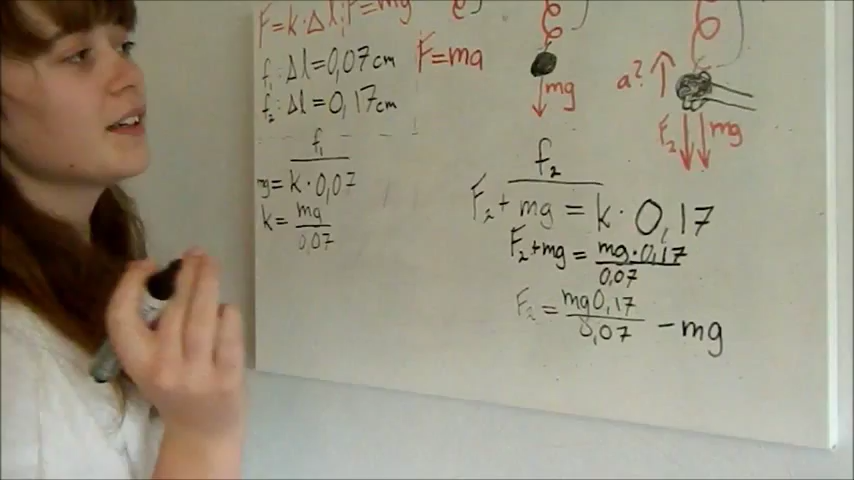 F=k·Δl; F=mg
f₁: Δl=0,07cm
f₂: Δl=0,17cm
F=ma
f₁
mg=k·0,07
k=mg/0,07
mg
a?
F₂ mg
f₂
F₂+mg=k·0,17
F₂+mg=mg·0,17/0,07
F₂=mg0,17/0,07-mg